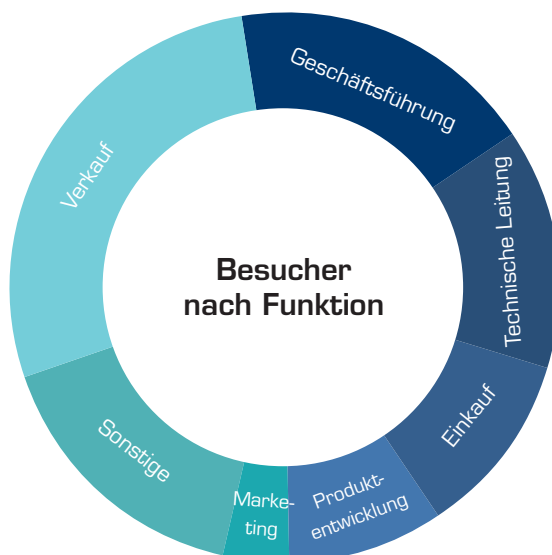 Geschäftsführung
Technische Leitung
Einkauf
Produkt-
entwicklung
Marke-
ting
Sonstige
Verkauf
Besucher
nach Funktion